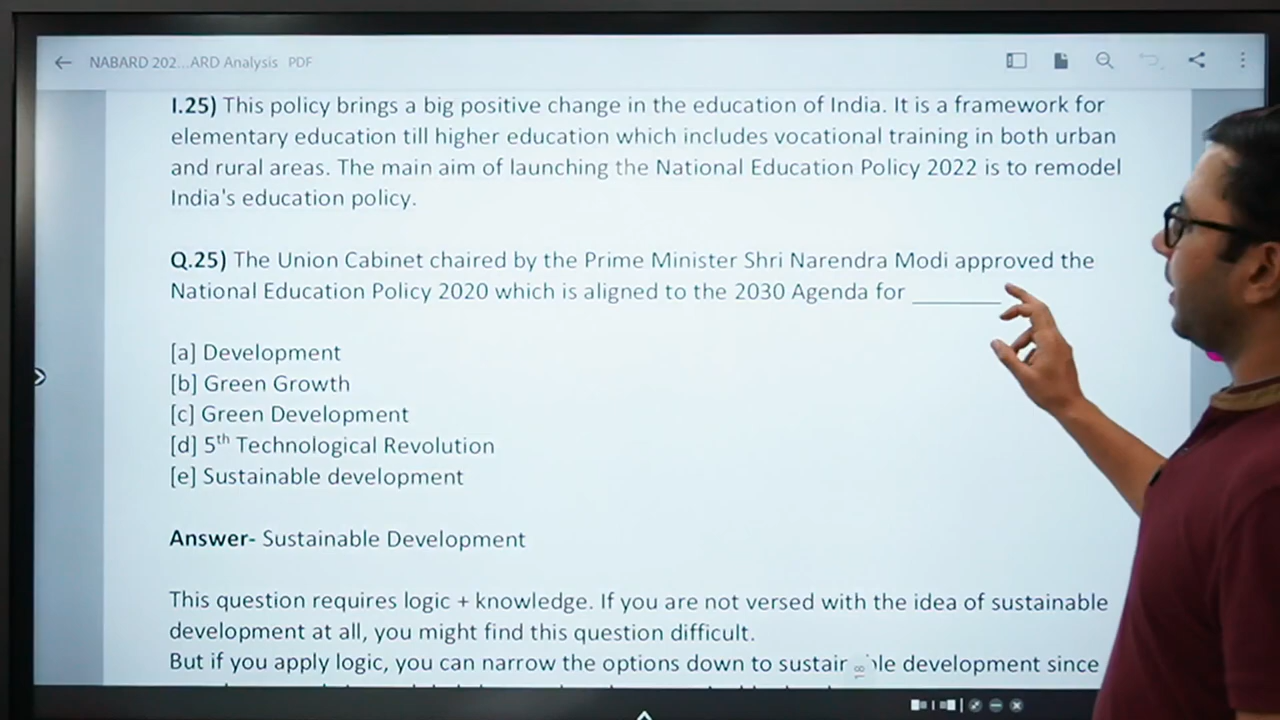 NABARD 202...ARD Analysis PDF
I.25) This policy brings a big positive change in the education of India. It is a framework for
elementary education till higher education which includes vocational training in both urban
and rural areas. The main aim of launching the National Education Policy 2022 is to remodel
India's education policy.
Q.25) The Union Cabinet chaired by the Prime Minister Shri Narendra Modi approved the
National Education Policy 2020 which is aligned to the 2030 Agenda for ________
[a] Development
[b] Green Growth
[c] Green Development
[d] 5th Technological Revolution
[e] Sustainable development
Answer- Sustainable Development
This question requires logic + knowledge. If you are not versed with the idea of sustainable
development at all, you might find this question difficult.
But if you apply logic, you can narrow the options down to development since